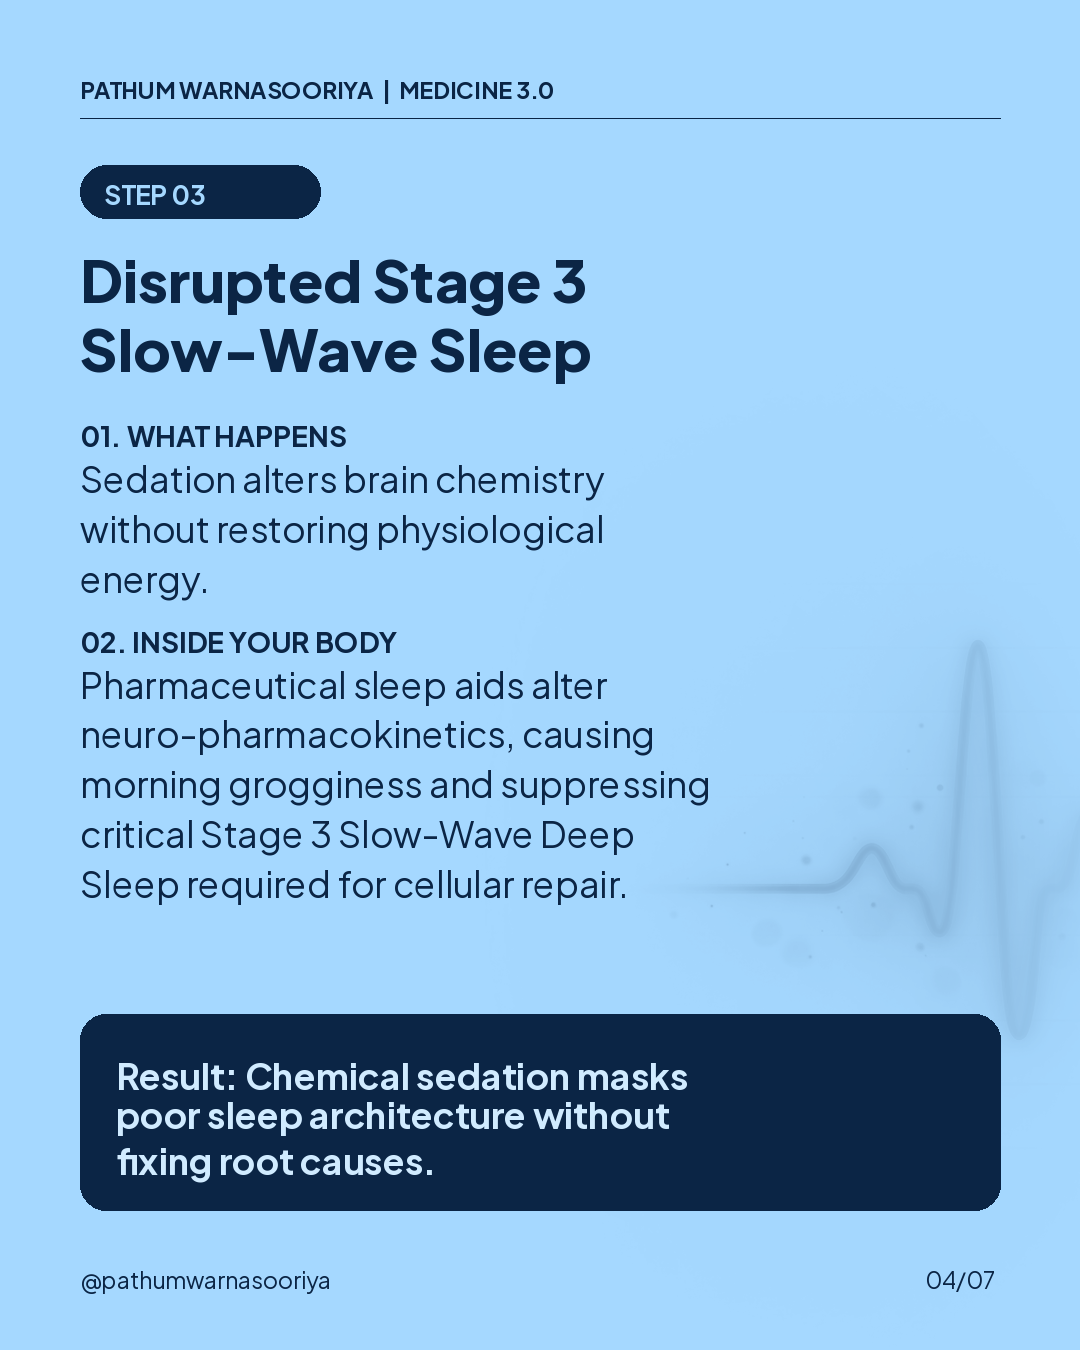 PATHUM WARNASOORIYA | MEDICINE 3.0
STEP 03
Disrupted Stage 3
Slow-Wave Sleep
01. WHAT HAPPENS
Sedation alters brain chemistry
without restoring physiological
energy.
02. INSIDE YOUR BODY
Pharmaceutical sleep aids alter
neuro-pharmacokinetics, causing
morning grogginess and suppressing
critical Stage 3 Slow-Wave Deep
Sleep required for cellular repair.
Result: Chemical sedation masks
poor sleep architecture without
fixing root causes.
@pathumwarnasooriya
04/07